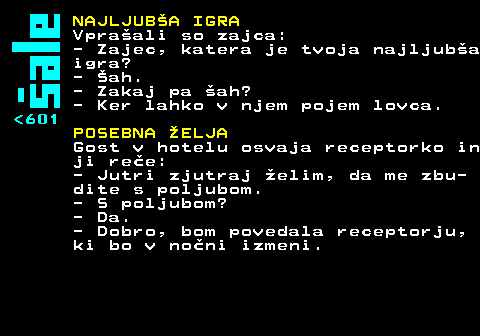 NAJLJUBŠA IGRA
Vprašali so zajca:
- Zajec, katera je tvoja najljubša
igra?
- Šah.
- Zakaj pa šah?
- Ker lahko v njem pojem lovca.
šale
<601
POSEBNA ŽELJA
Gost v hotelu osvaja receptorko in
ji reče:
- Jutri zjutraj želim, da me zbu-
dite s poljubom.
- S poljubom?
- Da.
- Dobro, bom povedala receptorju,
ki bo v nočni izmeni.